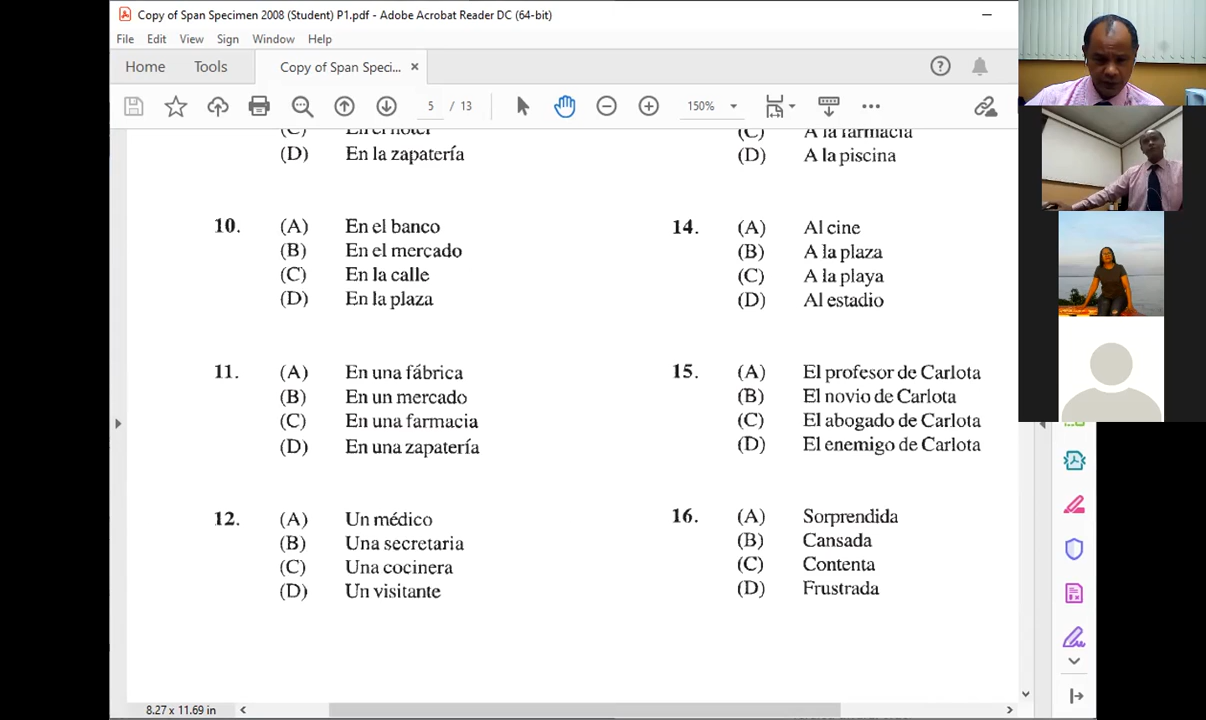 Copy of Span Specimen 2008 (Student) P1.pdf - Adobe Acrobat Reader DC (64-bit)
File Edit View Sign Window Help
Home Tools Copy of Span Speci... ×
5 / 13 150%
(C) En el hotel
(D) En la zapatería
10. (A) En el banco
(B) En el mercado
(C) En la calle
(D) En la plaza
11. (A) En una fábrica
(B) En un mercado
(C) En una farmacia
(D) En una zapatería
12. (A) Un médico
(B) Una secretaria
(C) Una cocinera
(D) Un visitante
(C) A la farmacia
(D) A la piscina
14. (A) Al cine
(B) A la plaza
(C) A la playa
(D) Al estadio
15. (A) El profesor de Carlota
(B) El novio de Carlota
(C) El abogado de Carlota
(D) El enemigo de Carlota
16. (A) Sorprendida
(B) Cansada
(C) Contenta
(D) Frustrada
8.27 x 11.69 in